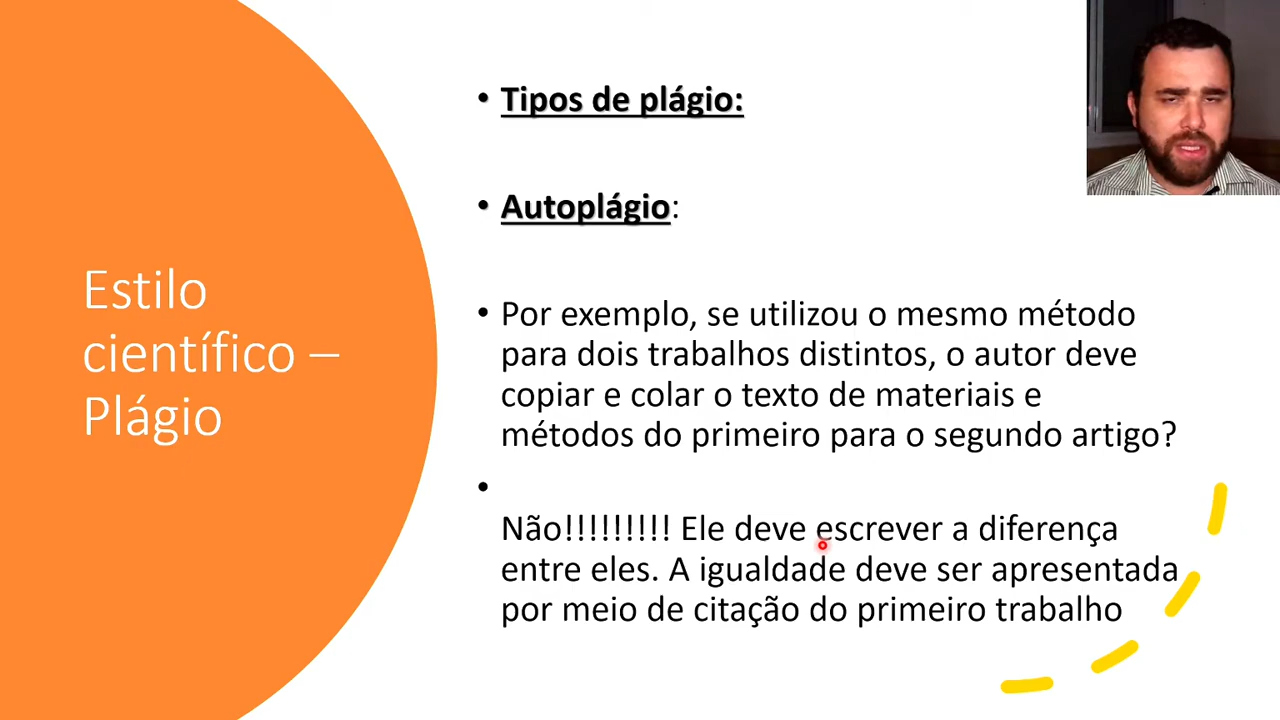 Estilo
científico –
Plágio
• Tipos de plágio:
• Autoplágio:
• Por exemplo, se utilizou o mesmo método
para dois trabalhos distintos, o autor deve
copiar e colar o texto de materiais e
métodos do primeiro para o segundo artigo?
•
Não!!!!!!!!! Ele deve escrever a diferença
entre eles. A igualdade deve ser apresentada
por meio de citação do primeiro trabalho